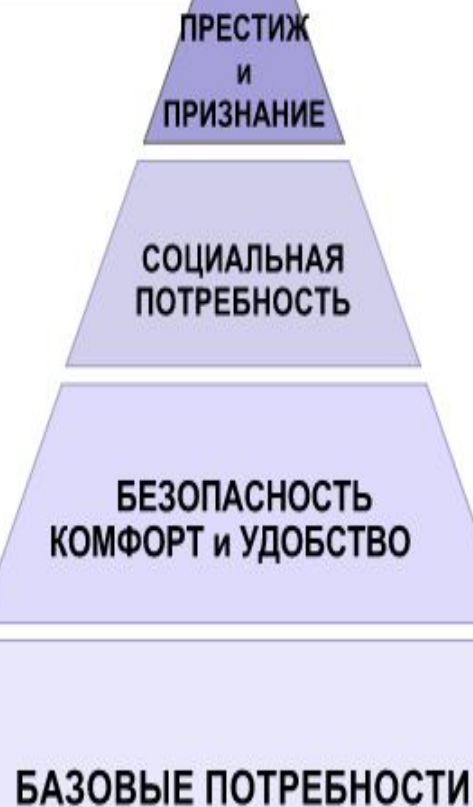 ПРЕСТИЖ
и
ПРИЗНАНИЕ
СОЦИАЛЬНАЯ
ПОТРЕБНОСТЬ
БЕЗОПАСНОСТЬ
КОМФОРТ и УДОБСТВО
БАЗОВЫЕ ПОТРЕБНОСТИ